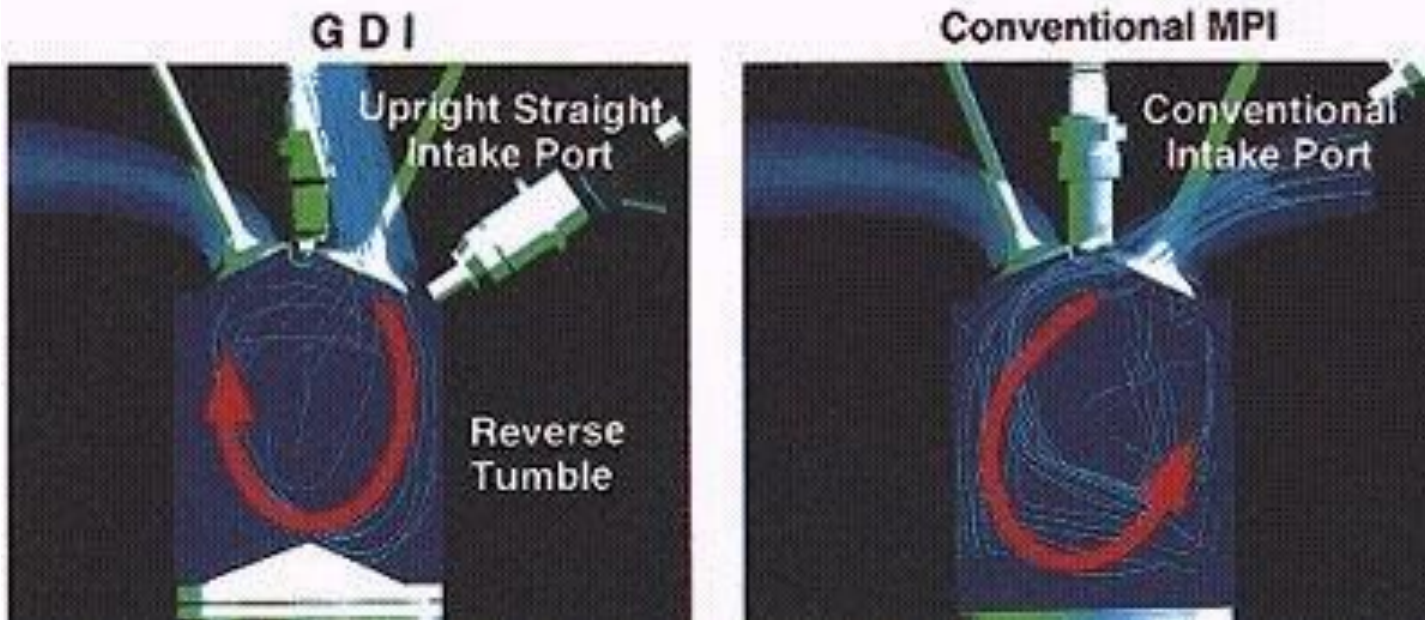 G D I
Conventional MPI
Upright Straight
Intake Port
Conventional
Intake Port
Reverse
Tumble